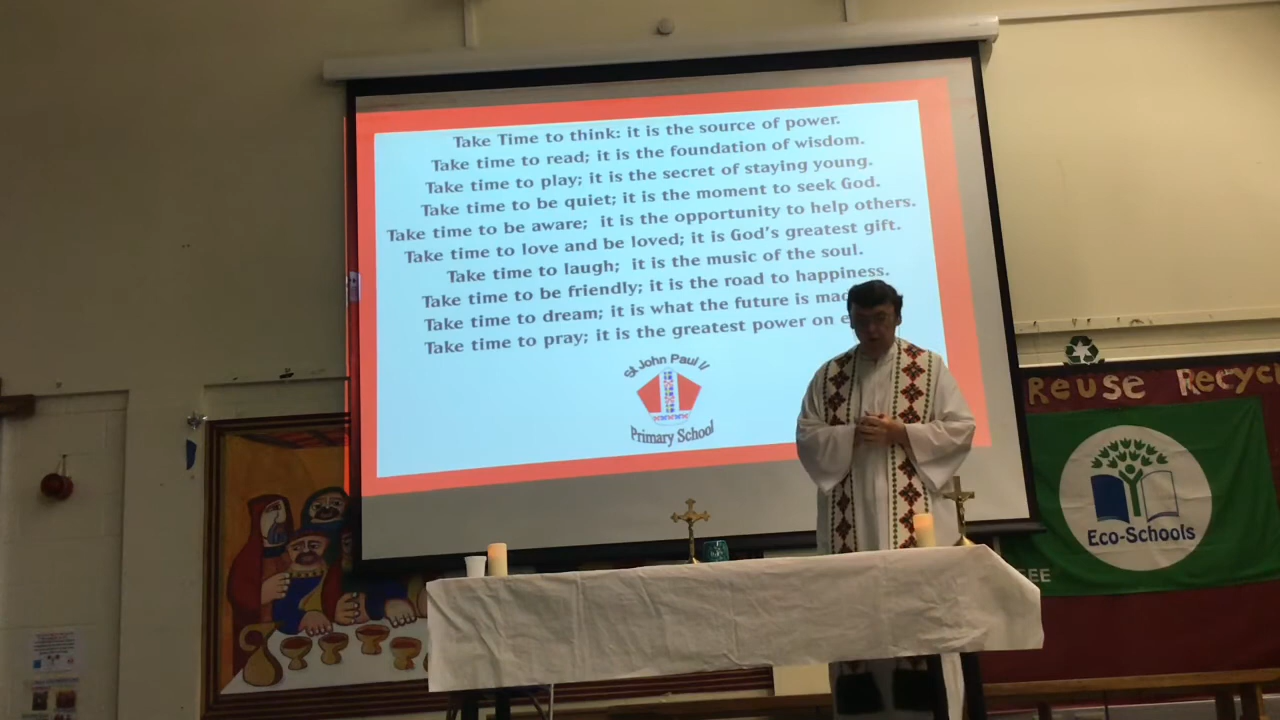 Take Time to think: it is the source of power.
Take time to read; it is the foundation of wisdom.
Take time to play; it is the secret of staying young.
Take time to be quiet; it is the moment to seek God.
Take time to be aware; it is the opportunity to help others.
Take time to love and be loved; it is God's greatest gift.
Take time to laugh; it is the music of the soul.
Take time to be friendly; it is the road to happiness.
Take time to dream; it is what the future is
Take time to pray; it is the greatest power on
St John Paul II
Primary School
Reuse
Eco-Schools